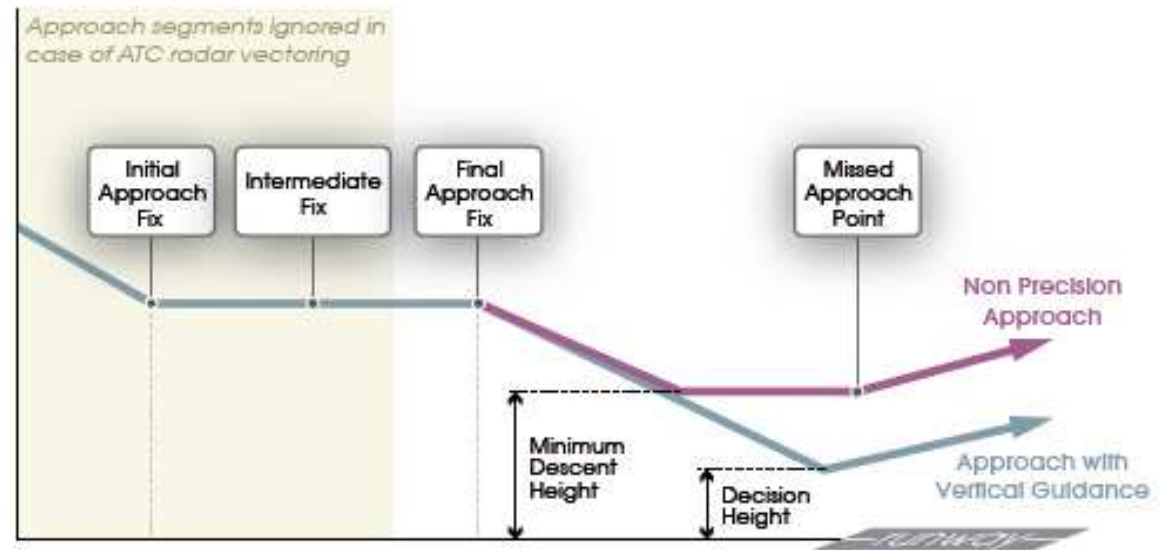 Approach segments ignored in
case of ATC radar vectoring
Initial
Approach
Fix
Intermediate
Fix
Final
Approach
Fix
Missed
Approach
Point
Non Precision
Approach
Minimum
Descent
Height
Decision
Height
Approach with
Vertical Guidance
runway